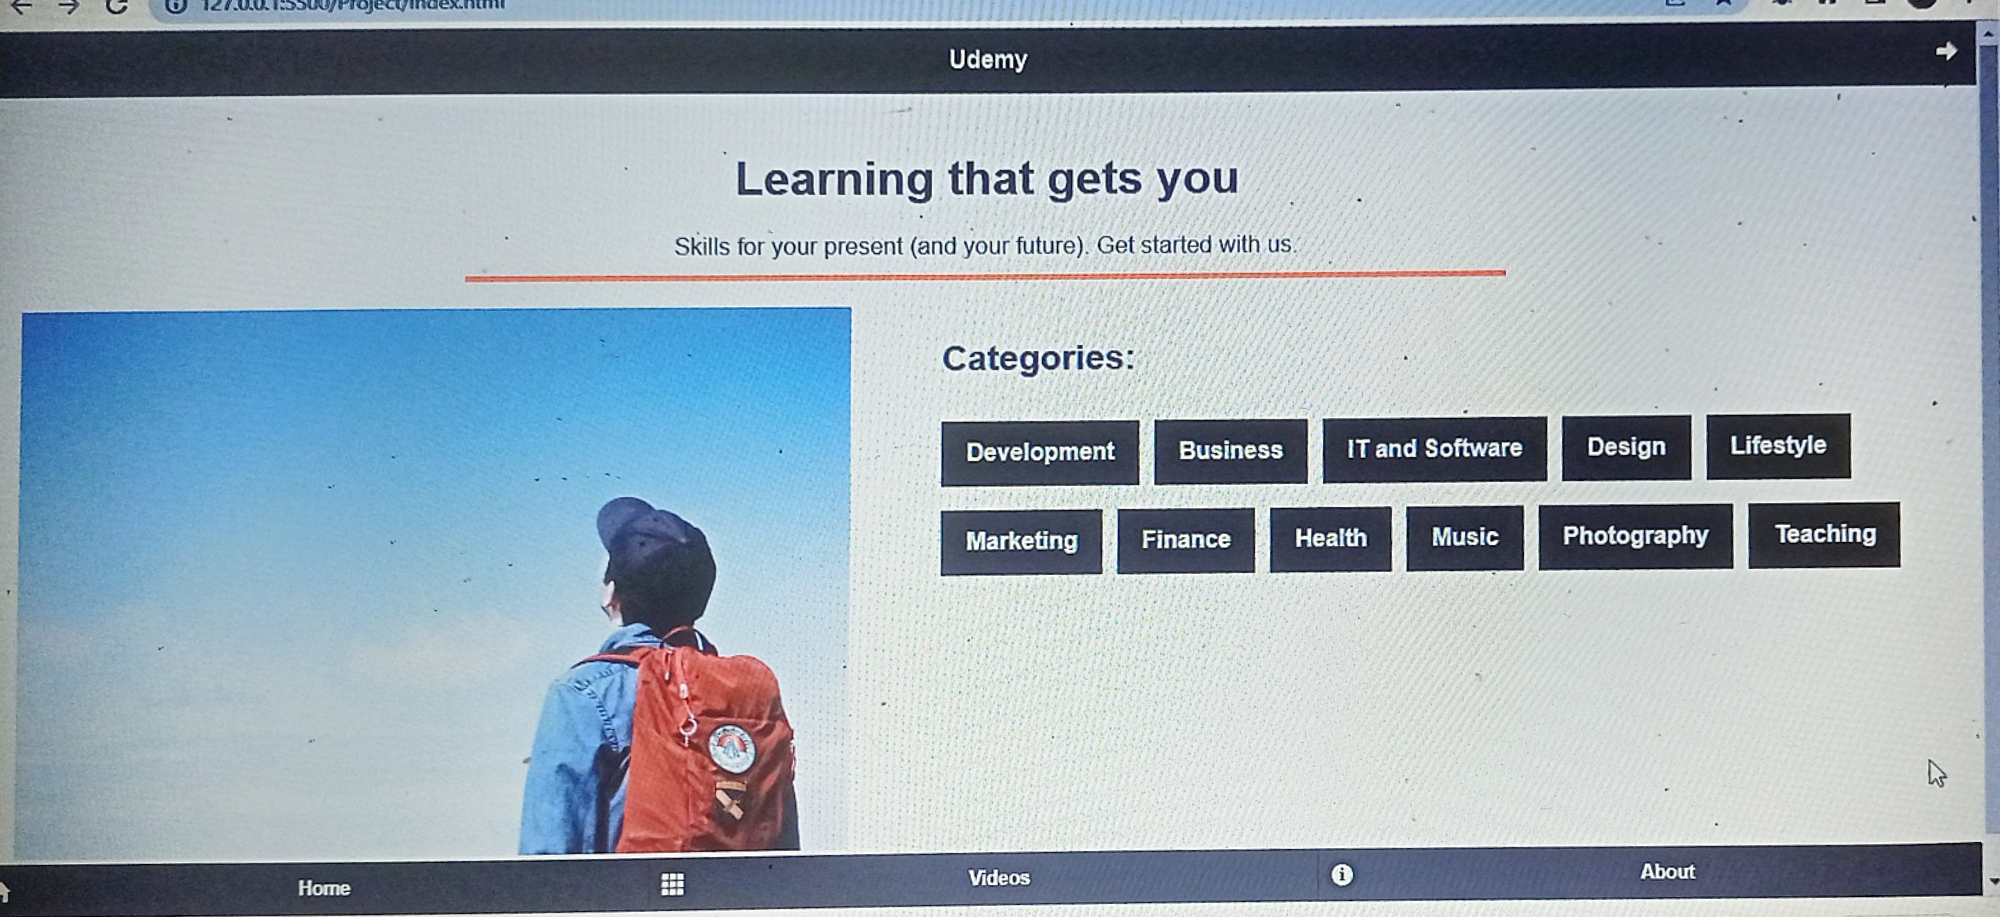 127.0.0.1:5500/Project/index.html
Udemy
Learning that gets you
Skills for your present (and your future). Get started with us.
Categories:
Development Business IT and Software Design Lifestyle
Marketing Finance Health Music Photography Teaching
Home Videos About